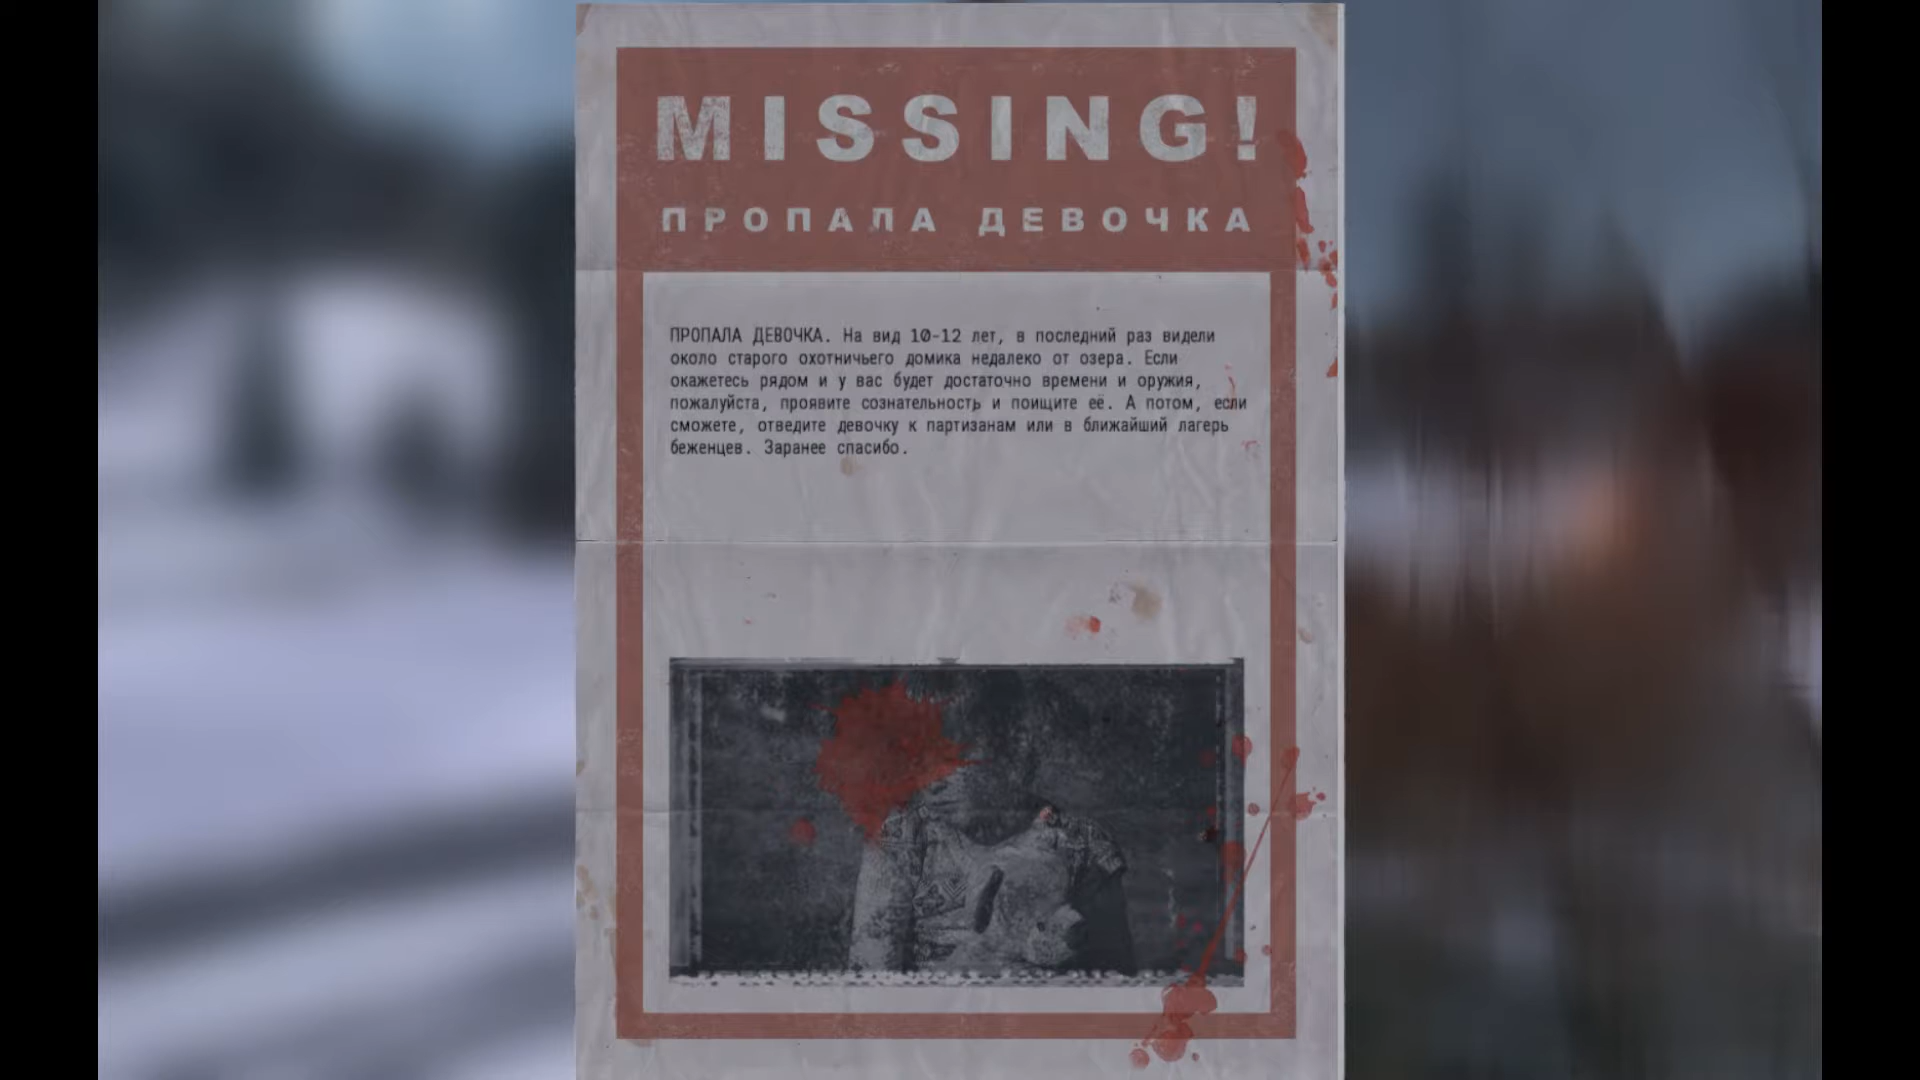 MISSING!
ПРОПАЛА ДЕВОЧКА
ПРОПАЛА ДЕВОЧКА. На вид 10-12 лет, в последний раз видели
около старого охотничьего домика недалеко от озера. Если
окажетесь рядом и у вас будет достаточно времени и оружия,
пожалуйста, проявите сознательность и поищите её. А потом, если
сможете, отведите девочку к партизанам или в ближайший лагерь
беженцев. Заранее спасибо.